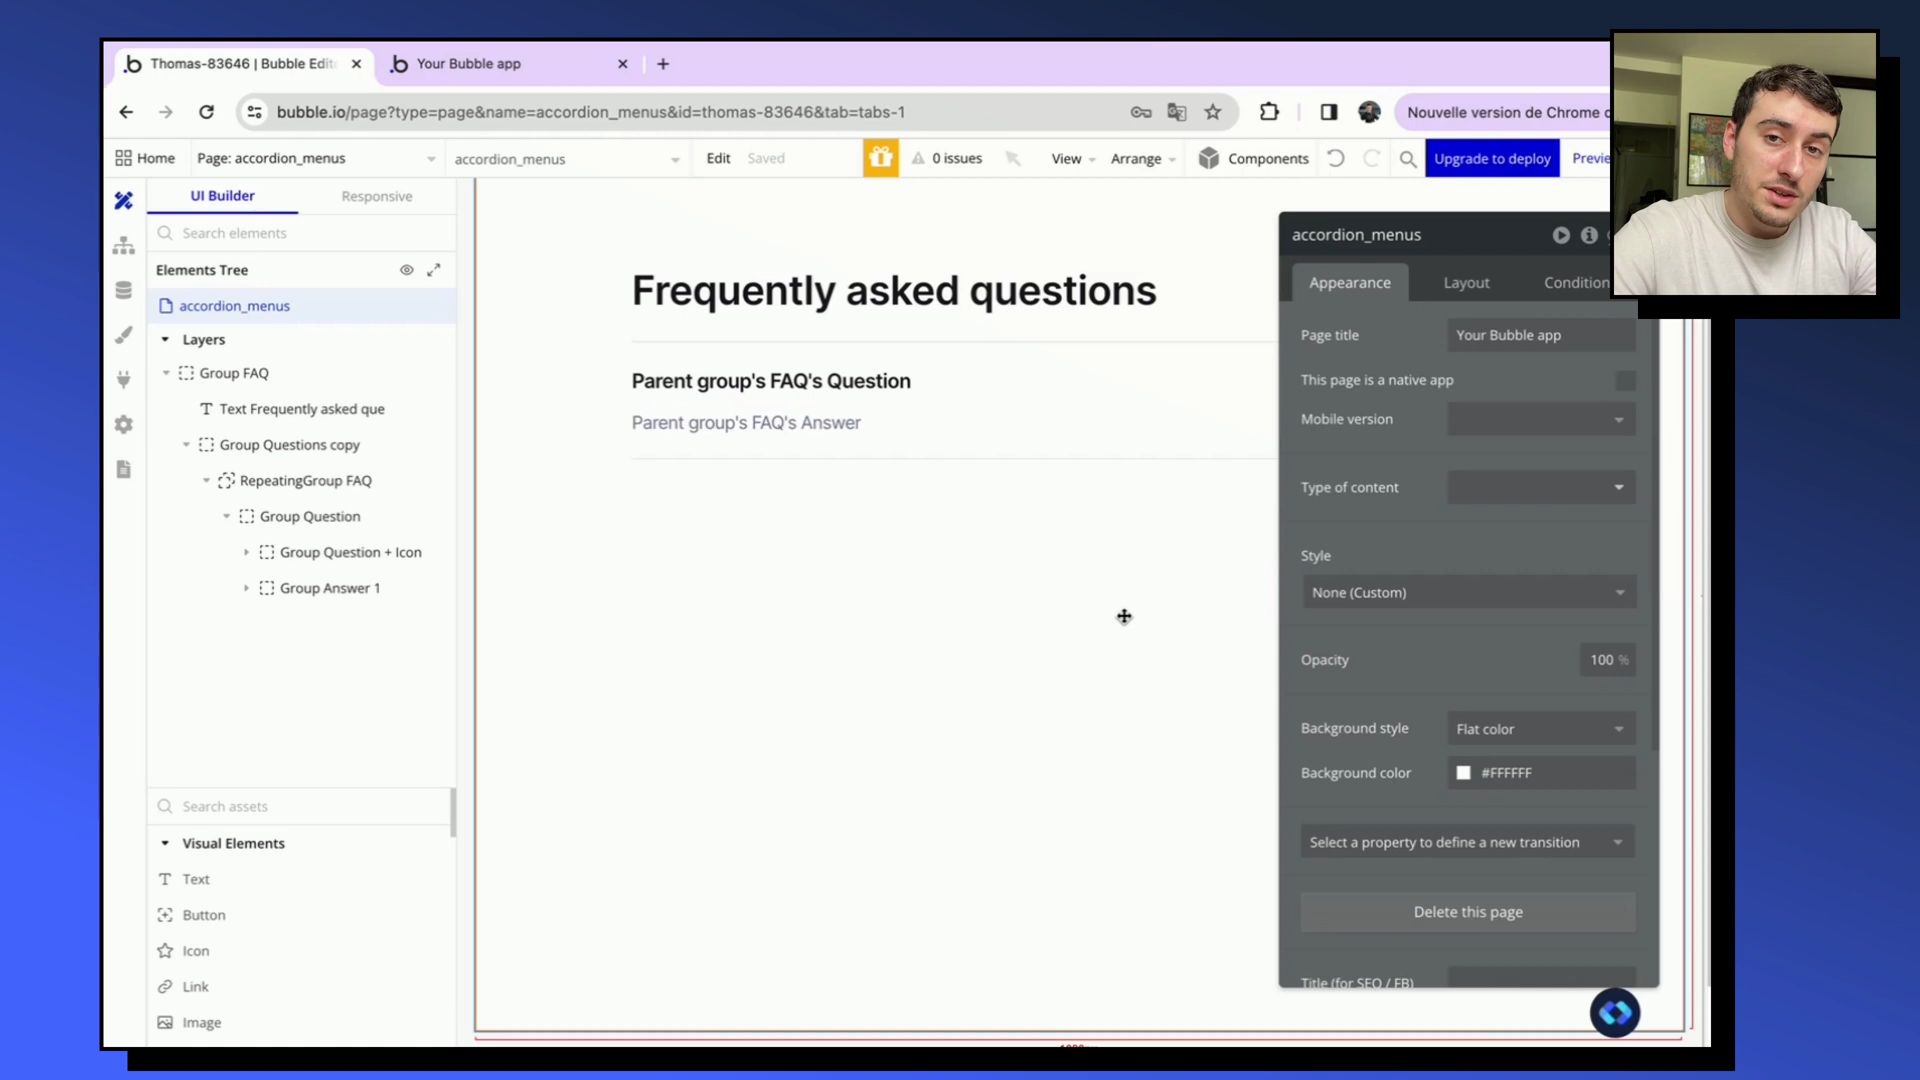 Thomas-83646 | Bubble Edit
Your Bubble app
bubble.io/page?type=page&name=accordion_menus&id=thomas-83646&tab=tabs-1
Nouvelle version de Chrome d
Home
Page: accordion_menus
accordion_menus
Edit
Saved
0 issues
View
Arrange
Components
Upgrade to deploy
Previe
UI Builder
Responsive
Search elements
Elements Tree
accordion_menus
Layers
Group FAQ
Text Frequently asked que
Group Questions copy
RepeatingGroup FAQ
Group Question
Group Question + Icon
Group Answer 1
Search assets
Visual Elements
Text
Button
Icon
Link
Image
Frequently asked questions
Parent group's FAQ's Question
Parent group's FAQ's Answer
accordion_menus
Appearance
Layout
Condition
Page title
Your Bubble app
This page is a native app
Mobile version
Type of content
Style
None (Custom)
Opacity
100 %
Background style
Flat color
Background color
#FFFFFF
Select a property to define a new transition
Delete this page
Title (for SEO / FB)